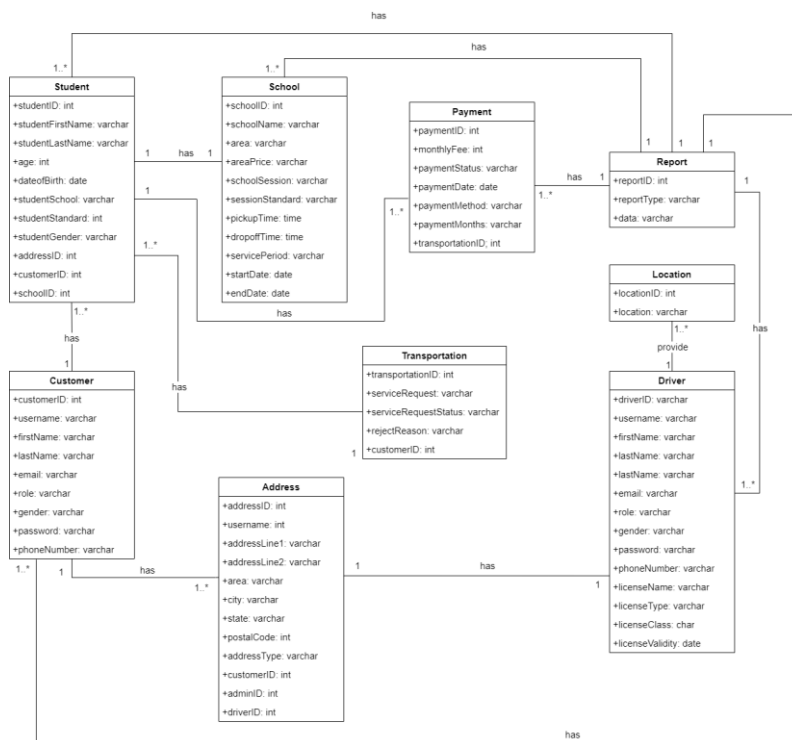 has
has
1..*
1..*
Student
+studentID: int
+studentFirstName: varchar
+studentLastName: varchar
+age: int
+dateofBirth: date
+studentSchool: varchar
+studentStandard: int
+studentGender: varchar
+addressID: int
+customerID: int
+schoolID: int
1
has
1
1
1..*
School
+schoolID: int
+schoolName: varchar
+area: varchar
+areaPrice: varchar
+schoolSession: varchar
+sessionStandard: varchar
+pickupTime: time
+dropoffTime: time
+servicePeriod: varchar
+startDate: date
+endDate: date
has
Payment
+paymentID: int
+monthlyFee: int
+paymentStatus: varchar
+paymentDate: date
+paymentMethod: varchar
+paymentMonths: varchar
+transportationID; int
1..*
has
1..*
1
1
1
1
Report
+reportID: int
+reportType: varchar
+data: varchar
1
has
1..*
Location
+locationID: int
+location: varchar
1..*
provide
1
1..*
has
1
has
Transportation
+transportationID: int
+serviceRequest: varchar
+serviceRequestStatus: varchar
+rejectReason: varchar
+customerID: int
1
Customer
+customerID: int
+username: varchar
+firstName: varchar
+lastName: varchar
+email: varchar
+role: varchar
+gender: varchar
+password: varchar
+phoneNumber: varchar
1..*
1
has
1..*
Address
+addressID: int
+username: int
+addressLine1: varchar
+addressLine2: varchar
+area: varchar
+city: varchar
+state: varchar
+postalCode: int
+addressType: varchar
+customerID: int
+adminID: int
+driverID: int
1
has
1
Driver
+driverID: varchar
+username: varchar
+firstName: varchar
+lastName: varchar
+lastName: varchar
+email: varchar
+role: varchar
+gender: varchar
+password: varchar
+phoneNumber: varchar
+licenseName: varchar
+licenseType: varchar
+licenseClass: char
+licenseValidity: date
has